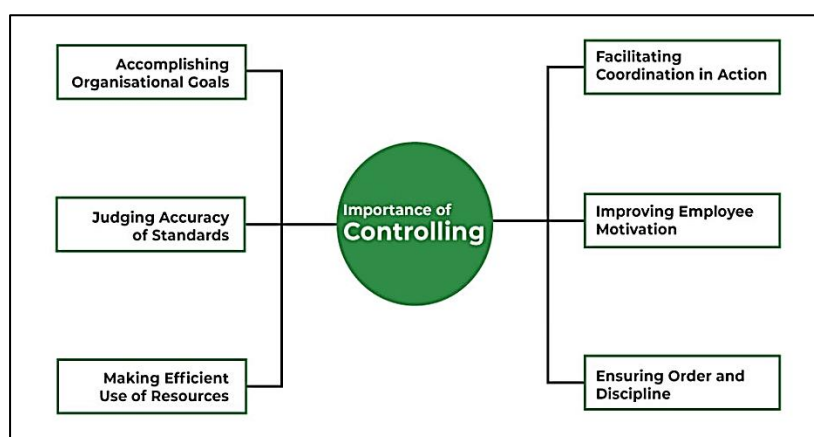 Accomplishing
Organisational Goals
Judging Accuracy
of Standards
Making Efficient
Use of Resources
Importance of
Controlling
Facilitating
Coordination in Action
Improving Employee
Motivation
Ensuring Order and
Discipline